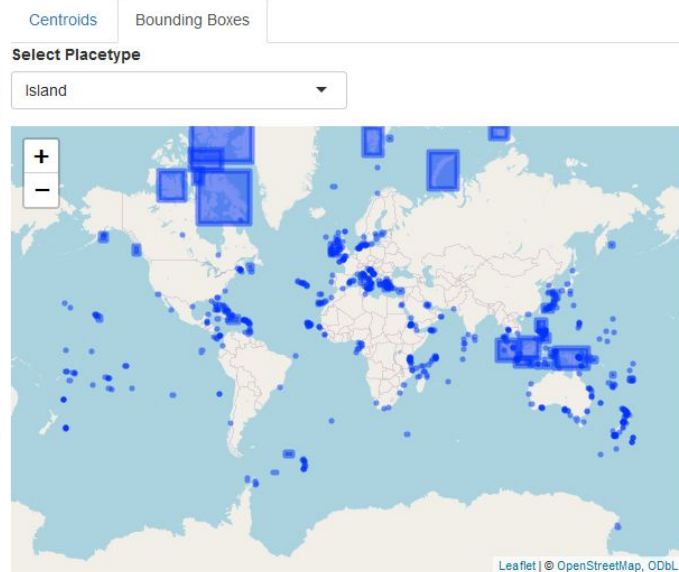 Centroids Bounding Boxes
Select Placetype
Island
+
−
Leaflet | © OpenStreetMap, ODbL